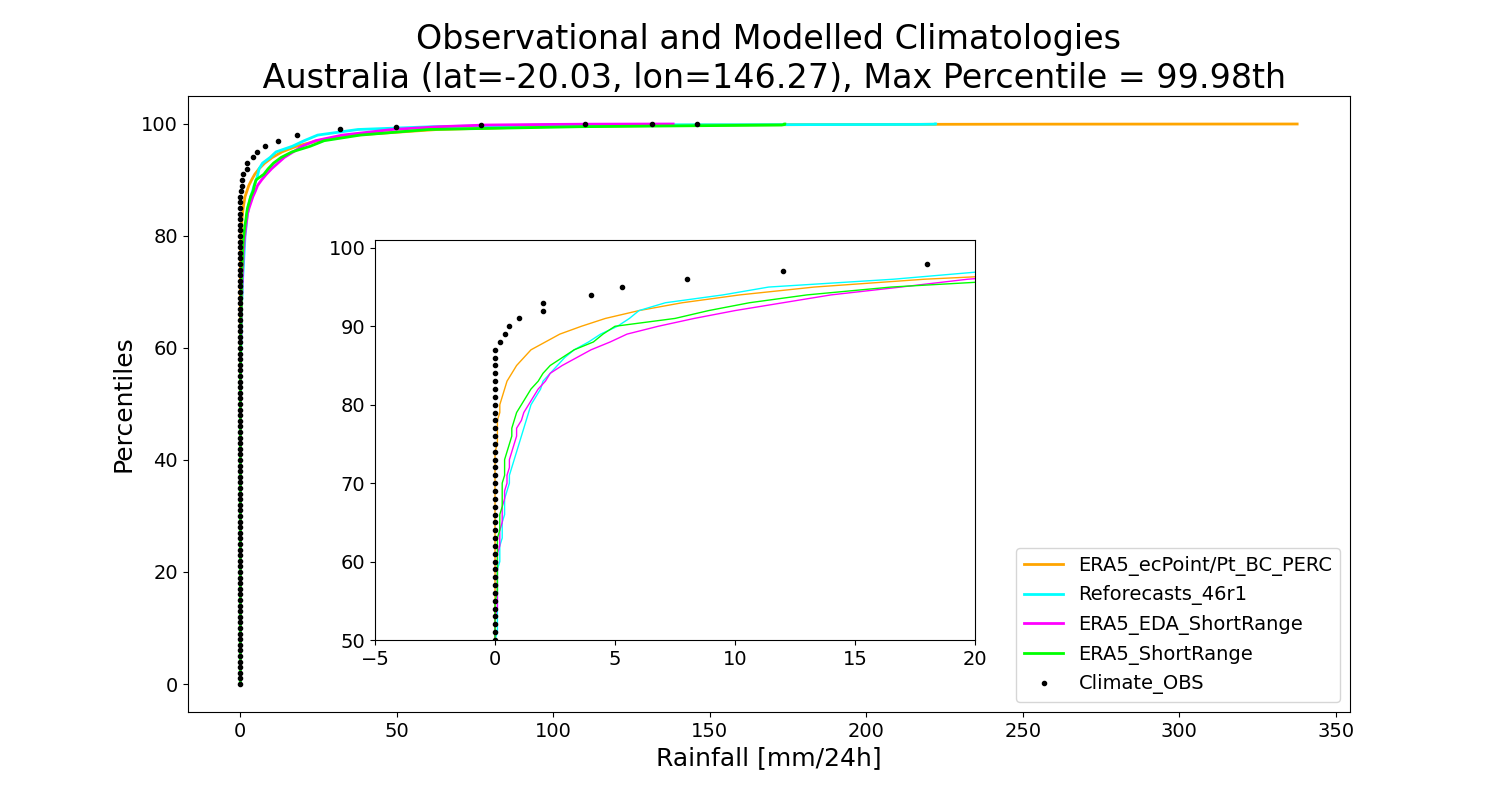 Observational and Modelled Climatologies
Australia (lat=-20.03, lon=146.27), Max Percentile = 99.98th
Percentiles
100
80
60
40
20
0
100
90
80
70
60
50
−5
0
5
10
15
20
ERA5_ecPoint/Pt_BC_PERC
Reforecasts_46r1
ERA5_EDA_ShortRange
ERA5_ShortRange
Climate_OBS
0
50
100
150
200
250
300
350
Rainfall [mm/24h]